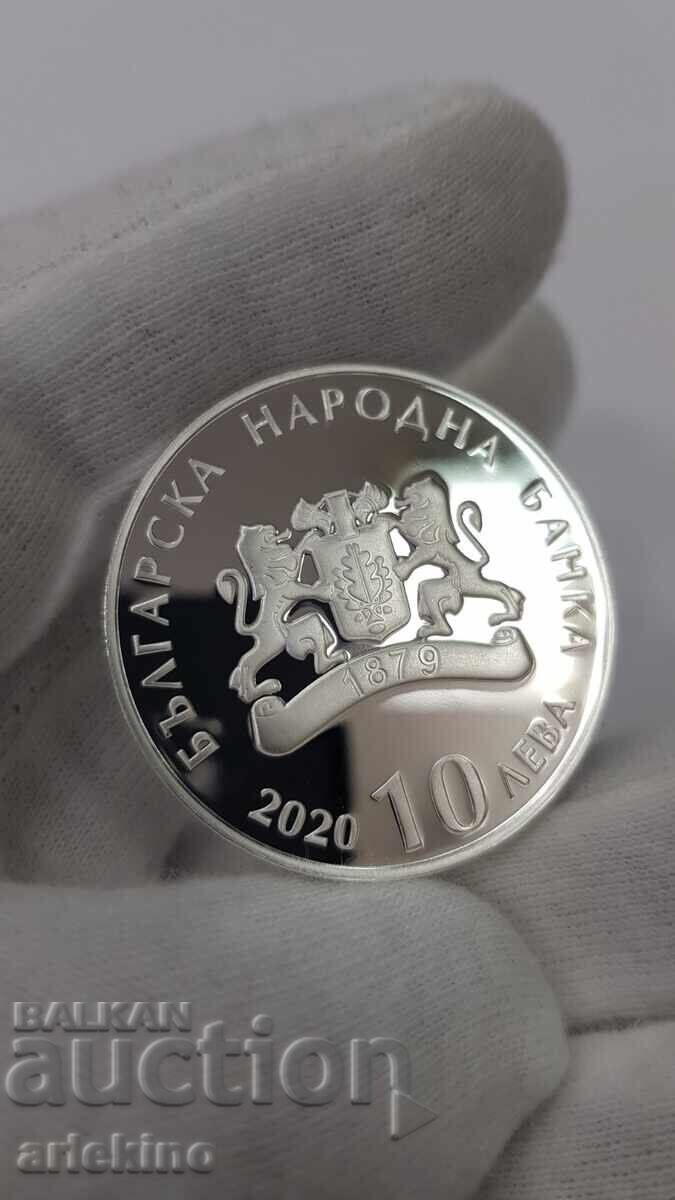 БЪЛГАРСКА НАРОДНА БАНКА
1879
2020 10 ЛЕВА
BALKAN
auction
arlekino